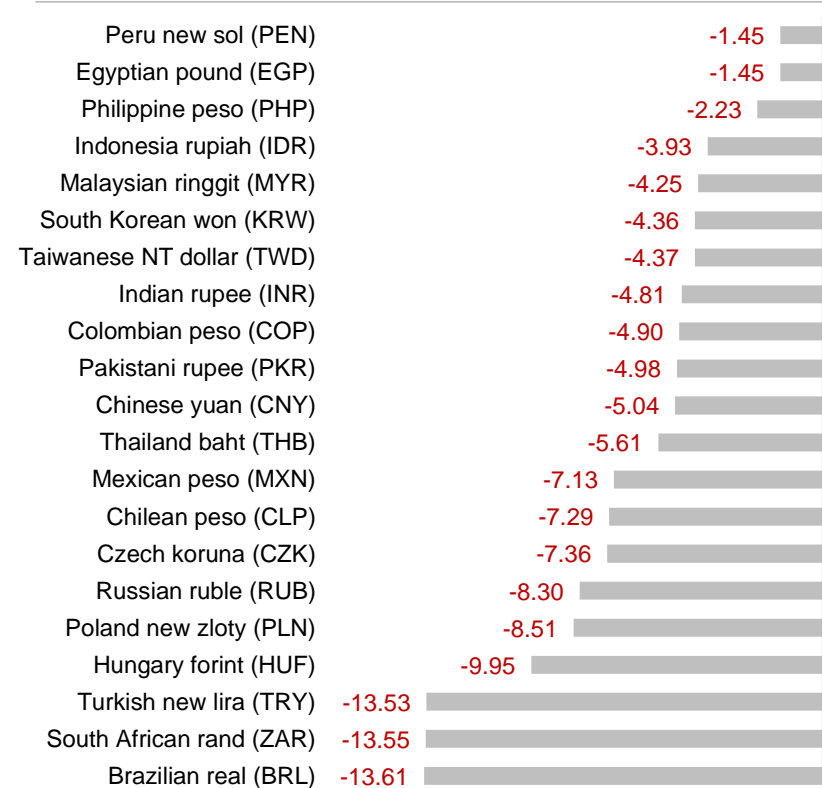 Peru new sol (PEN) -1.45
Egyptian pound (EGP) -1.45
Philippine peso (PHP) -2.23
Indonesia rupiah (IDR) -3.93
Malaysian ringgit (MYR) -4.25
South Korean won (KRW) -4.36
Taiwanese NT dollar (TWD) -4.37
Indian rupee (INR) -4.81
Colombian peso (COP) -4.90
Pakistani rupee (PKR) -4.98
Chinese yuan (CNY) -5.04
Thailand baht (THB) -5.61
Mexican peso (MXN) -7.13
Chilean peso (CLP) -7.29
Czech koruna (CZK) -7.36
Russian ruble (RUB) -8.30
Poland new zloty (PLN) -8.51
Hungary forint (HUF) -9.95
Turkish new lira (TRY) -13.53
South African rand (ZAR) -13.55
Brazilian real (BRL) -13.61